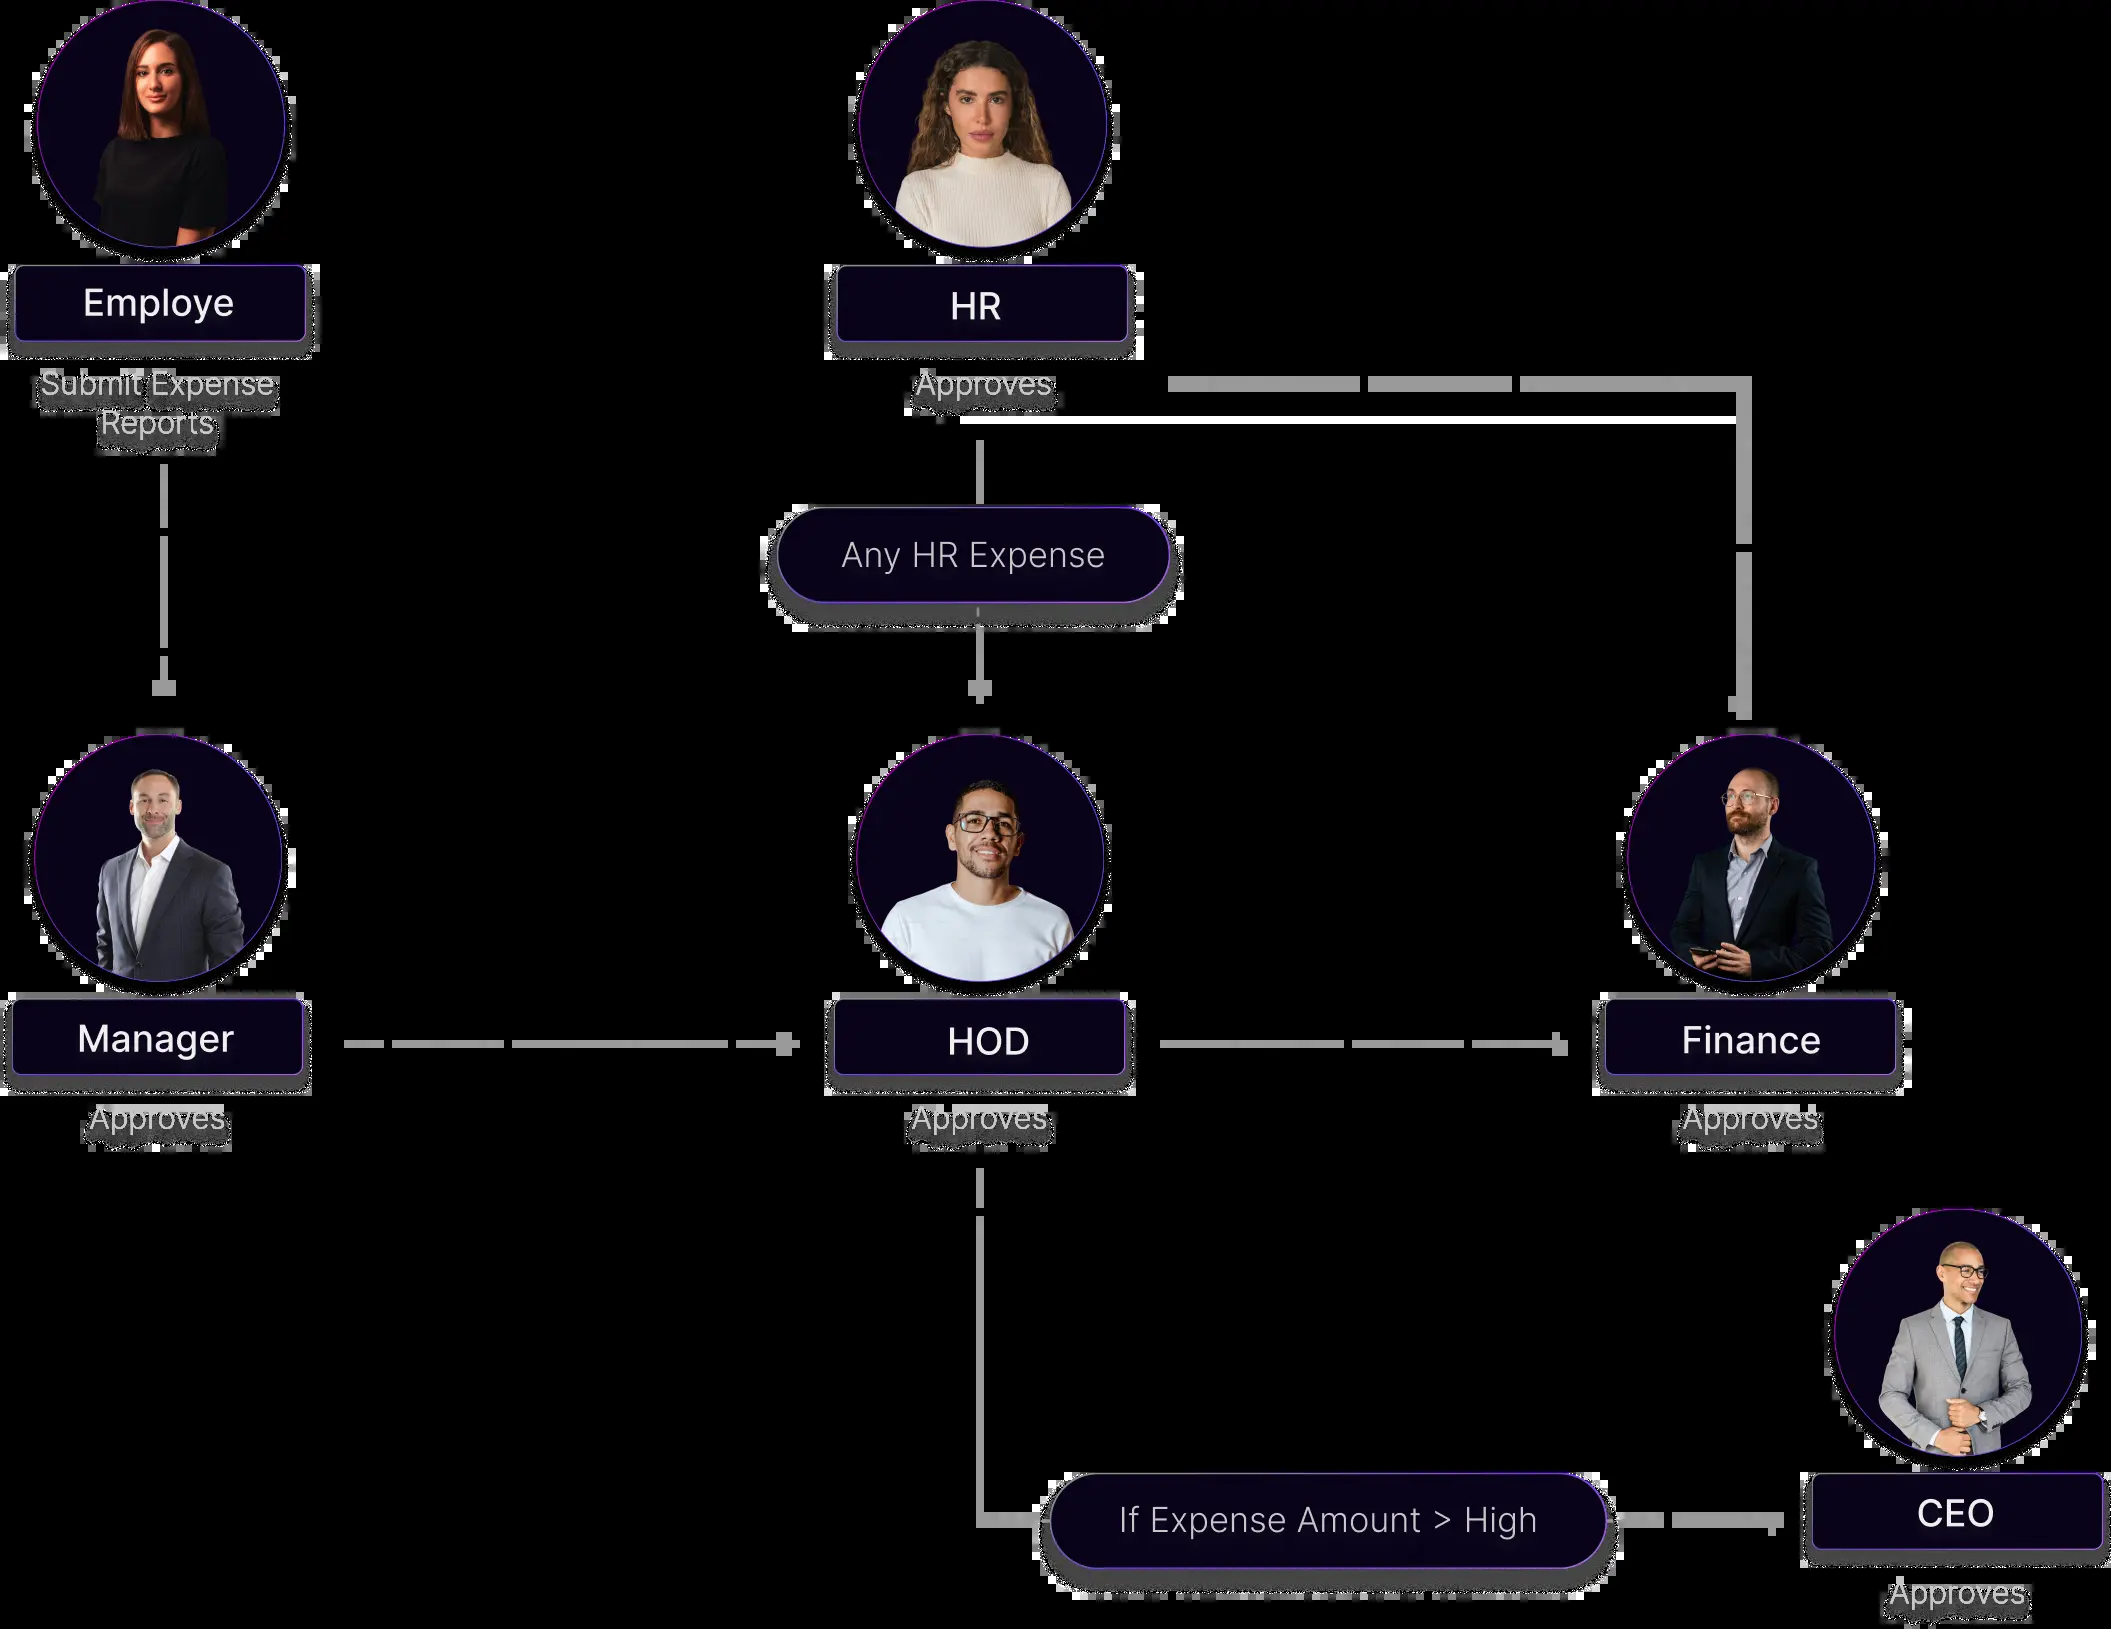 Employe
HR
Submit Expense
Reports
Approves
Any HR Expense
Manager
HOD
Finance
Approves
Approves
Approves
If Expense Amount > High
CEO
Approves